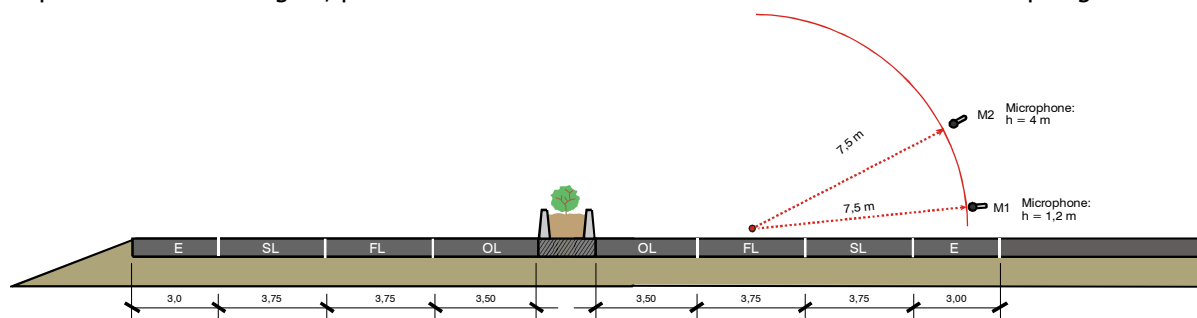 M2
Microphone:
h = 4 m
7,5 m
7,5 m
M1
Microphone:
h = 1,2 m
E SL FL OL OL FL SL E
3,0 3,75 3,75 3,50 3,50 3,75 3,75 3,00